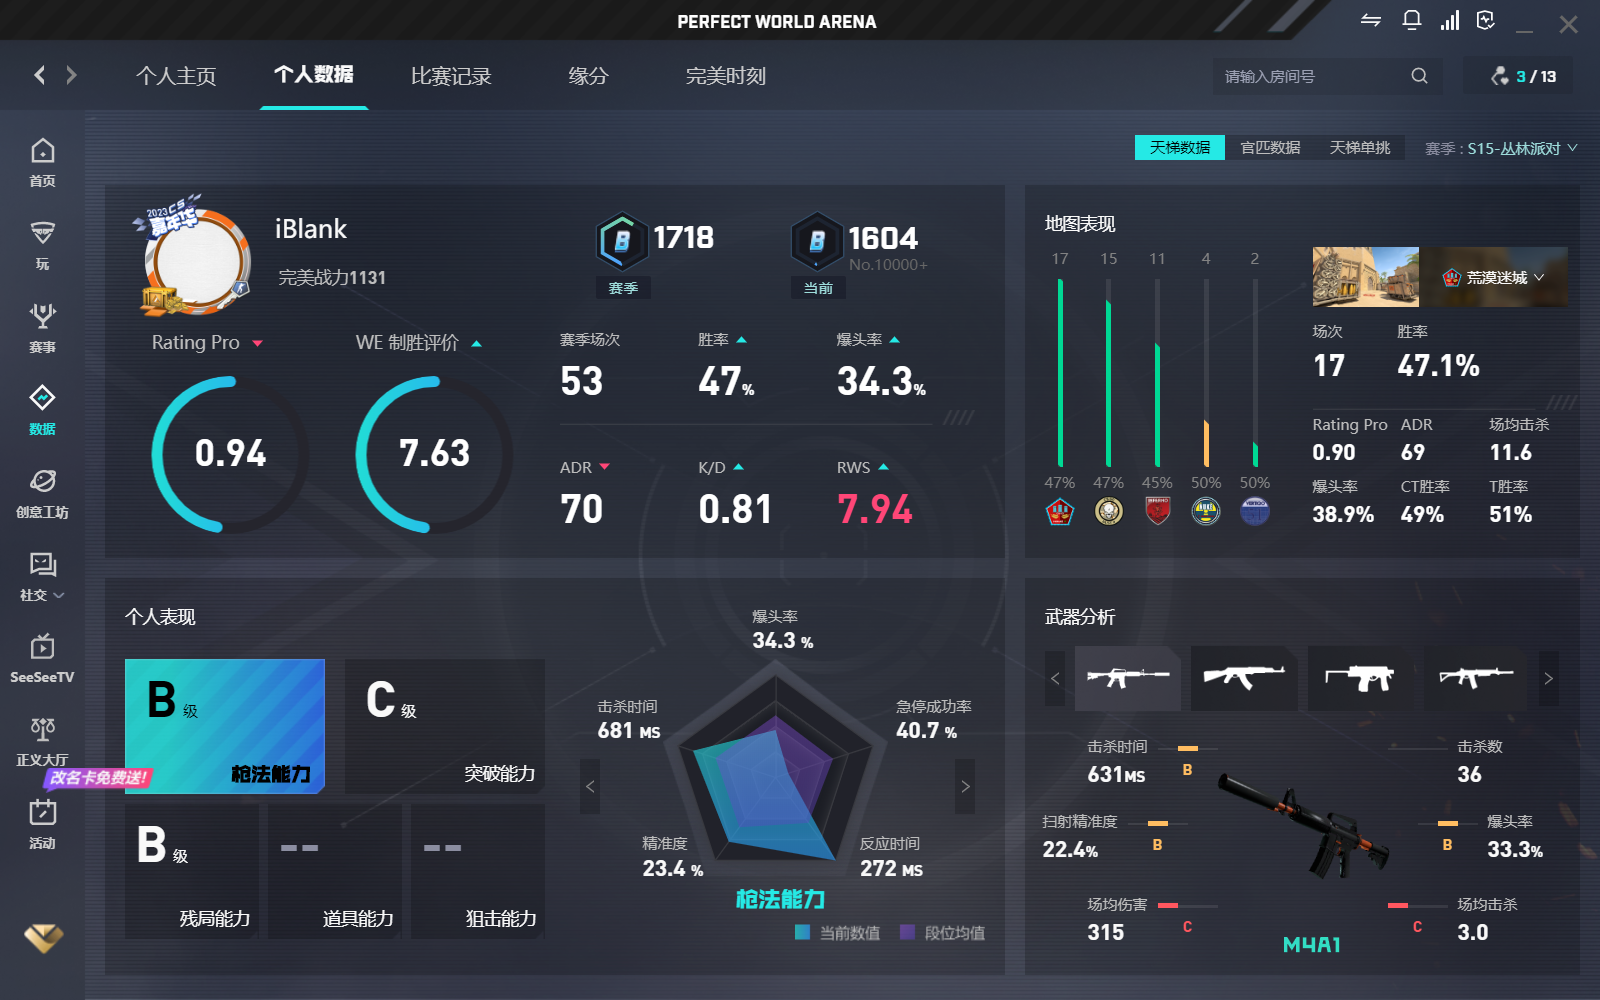 PERFECT WORLD ARENA
个人主页
个人数据
比赛记录
缘分
完美时刻
请输入房间号
3 / 13
天梯数据
官匹数据
天梯单挑
赛季 : S15-丛林派对
首页
玩
赛事
数据
创意工坊
社交
SeeSeeTV
正义大厅
改名卡免费送!
活动
2023 CS
嘉年华
iBlank
完美战力1131
B 1718
赛季
B 1604
No.10000+
当前
Rating Pro
0.94
WE 制胜评价
7.63
赛季场次
53
胜率
47%
爆头率
34.3%
ADR
70
K/D
0.81
RWS
7.94
地图表现
17 15 11 4 2
47% 47% 45% 50% 50%
荒漠迷城
场次
17
胜率
47.1%
Rating Pro
0.90
ADR
69
场均击杀
11.6
爆头率
38.9%
CT胜率
49%
T胜率
51%
个人表现
B 级
枪法能力
C 级
突破能力
B 级
残局能力
--
道具能力
--
狙击能力
爆头率
34.3 %
击杀时间
681 MS
急停成功率
40.7 %
精准度
23.4 %
反应时间
272 MS
枪法能力
当前数值
段位均值
武器分析
击杀时间
631MS
B
击杀数
36
扫射精准度
22.4%
B
B
爆头率
33.3%
场均伤害
315
C
C
场均击杀
3.0
M4A1